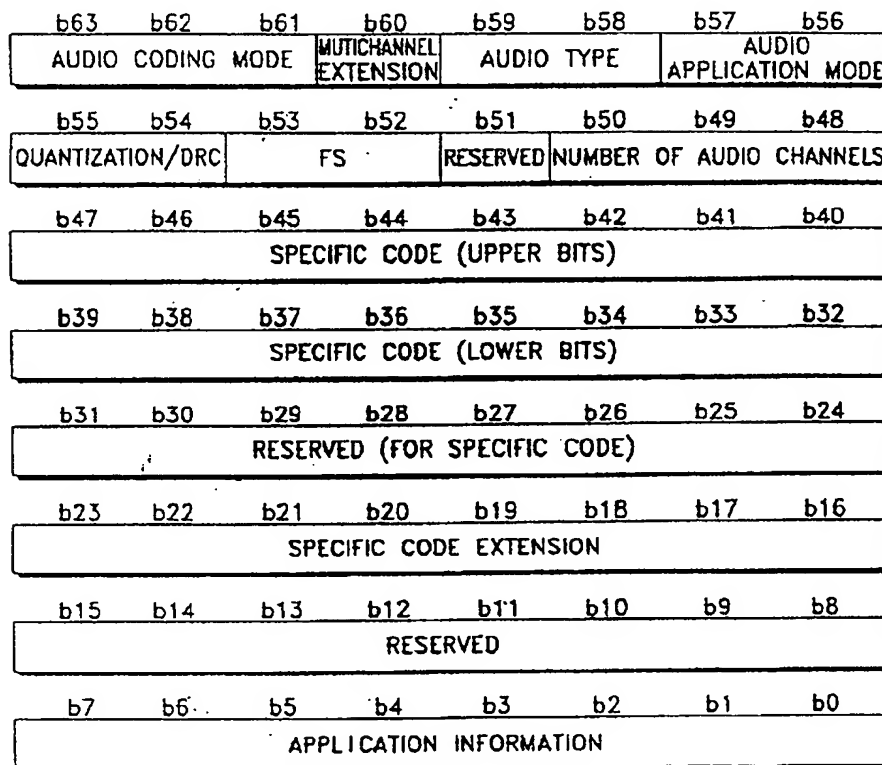 b63 b62 b61 b60 b59 b58 b57 b56
AUDIO CODING MODE MUTICHANNEL EXTENSION AUDIO TYPE AUDIO APPLICATION MODE
b55 b54 b53 b52 b51 b50 b49 b48
QUANTIZATION/DRC FS RESERVED NUMBER OF AUDIO CHANNELS
b47 b46 b45 b44 b43 b42 b41 b40
SPECIFIC CODE (UPPER BITS)
b39 b38 b37 b36 b35 b34 b33 b32
SPECIFIC CODE (LOWER BITS)
b31 b30 b29 b28 b27 b26 b25 b24
RESERVED (FOR SPECIFIC CODE)
b23 b22 b21 b20 b19 b18 b17 b16
SPECIFIC CODE EXTENSION
b15 b14 b13 b12 b11 b10 b9 b8
RESERVED
b7 b6 b5 b4 b3 b2 b1 b0
APPLICATION INFORMATION